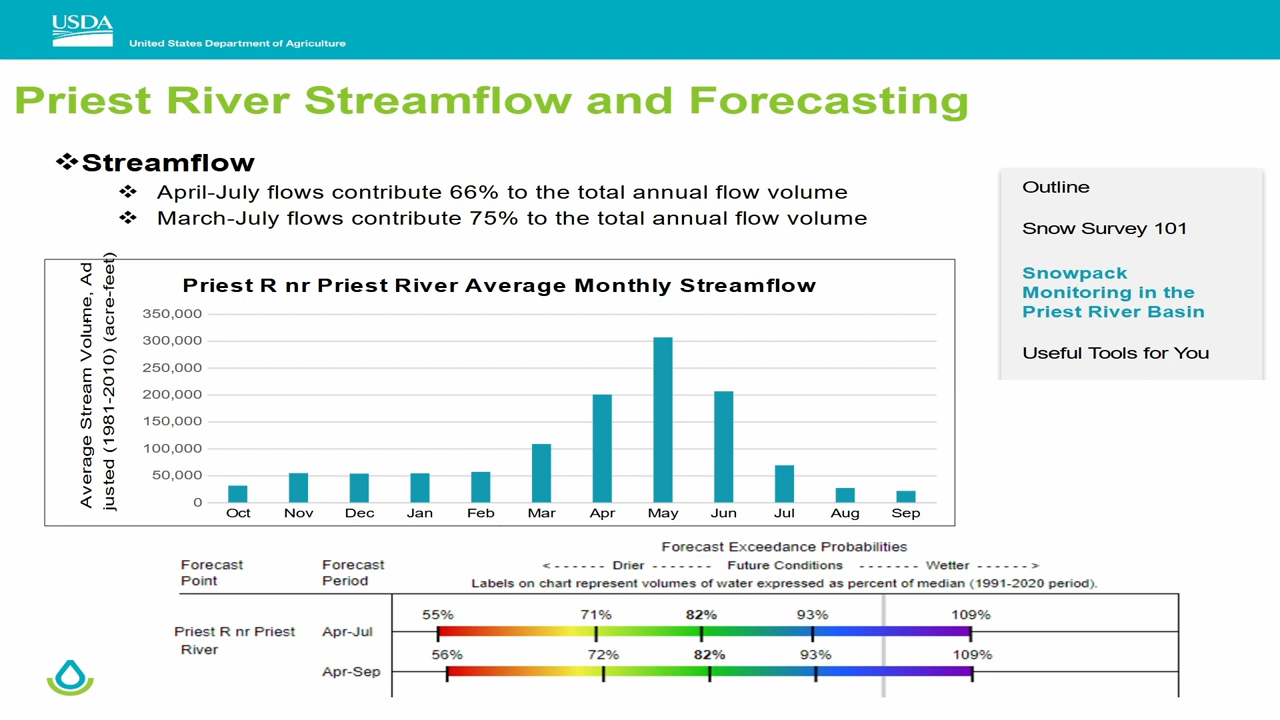 USDA
United States Department of Agriculture
Priest River Streamflow and Forecasting
❖Streamflow
❖ April-July flows contribute 66% to the total annual flow volume
❖ March-July flows contribute 75% to the total annual flow volume
Outline
Snow Survey 101
Snowpack
Monitoring in the
Priest River Basin
Useful Tools for You
Priest R nr Priest River Average Monthly Streamflow
Average Stream Volume, Ad
justed (1981-2010) (acre-feet)
350,000
300,000
250,000
200,000
150,000
100,000
50,000
0
Oct Nov Dec Jan Feb Mar Apr May Jun Jul Aug Sep
Forecast Exceedance Probabilities
Forecast
Point
Forecast
Period
< - - - - - - Drier - - - - - - - Future Conditions - - - - - - - Wetter - - - - - - >
Labels on chart represent volumes of water expressed as percent of median (1991-2020 period).
55% 71% 82% 93% 109%
Priest R nr Priest
River
Apr-Jul
56% 72% 82% 93% 109%
Apr-Sep